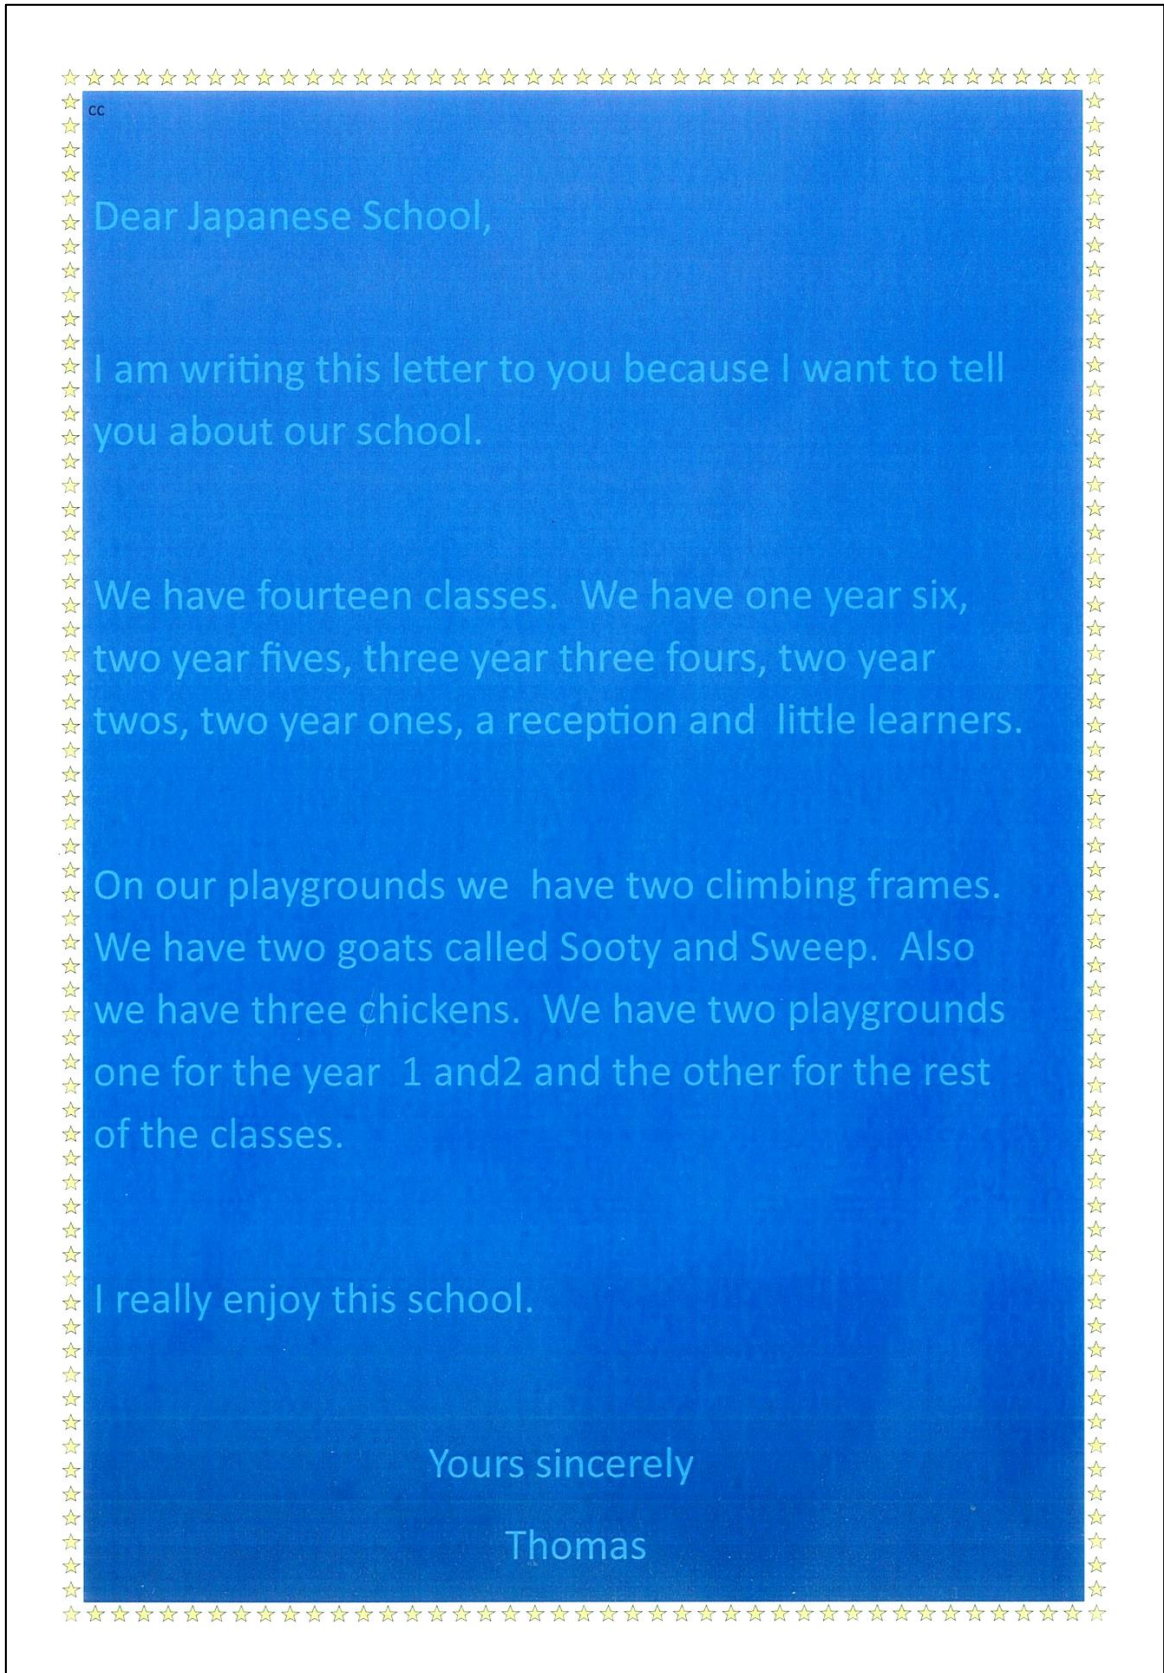 cc
Dear Japanese School,
I am writing this letter to you because I want to tell
you about our school.
We have fourteen classes.  We have one year six,
two year fives, three year three fours, two year
twos, two year ones, a reception and  little learners.
On our playgrounds we  have two climbing frames.
We have two goats called Sooty and Sweep.  Also
we have three chickens.  We have two playgrounds
one for the year  1 and2 and the other for the rest
of the classes.
I really enjoy this school.
Yours sincerely
Thomas